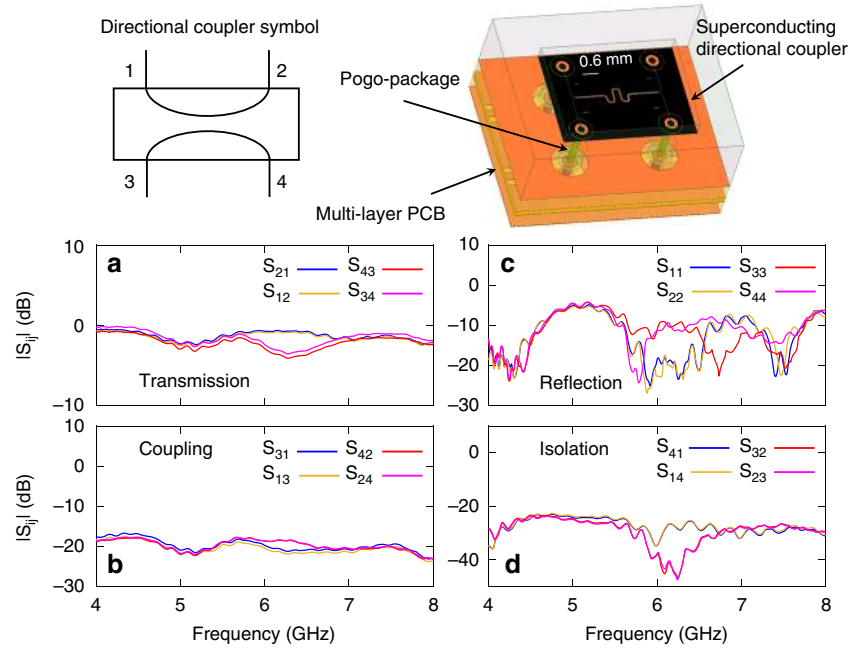 Directional coupler symbol
1 2
3 4
Superconducting
directional coupler
Pogo-package
0.6 mm
Multi-layer PCB
a
S21 S43
S12 S34
Transmission
|Sij| (dB)
10
0
−10
c
S11 S33
S22 S44
Reflection
10
0
−10
−20
−30
b
Coupling
S31 S42
S13 S24
|Sij| (dB)
10
0
−10
−20
−30
4 5 6 7 8
Frequency (GHz)
d
Isolation
S41 S32
S14 S23
20
0
−20
−40
4 5 6 7 8
Frequency (GHz)